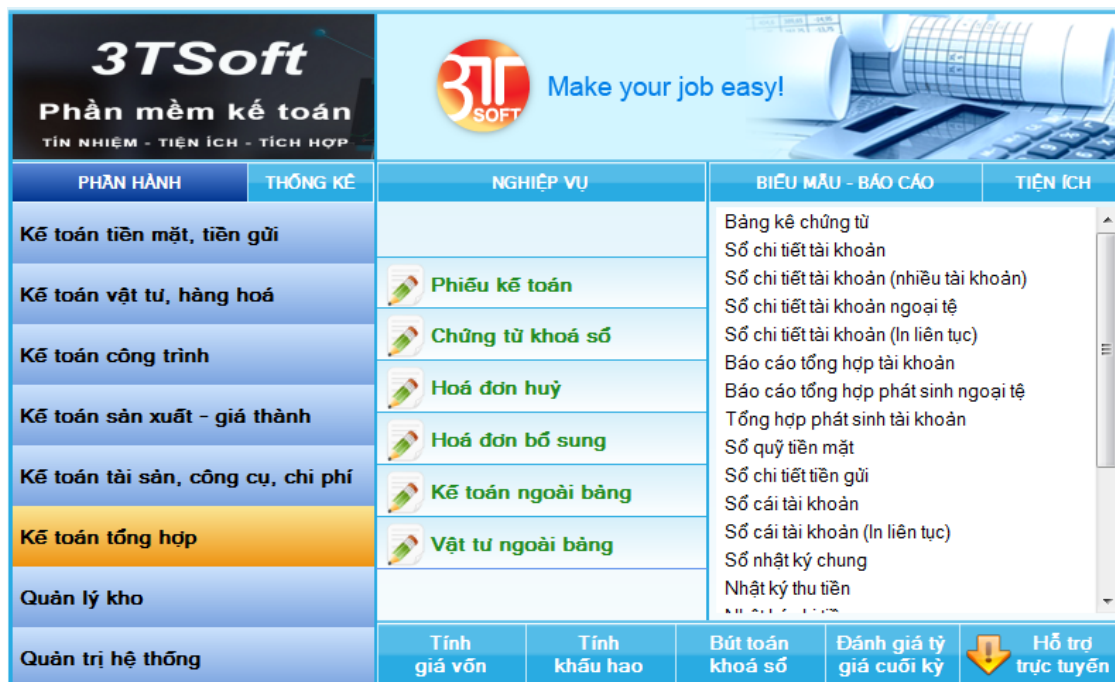 3TSoft
Phần mềm kế toán
TÍN NHIỆM - TIỆN ÍCH - TÍCH HỢP
3T
SOFT
Make your job easy!
PHÂN HÀNH
THỐNG KÊ
NGHIỆP VỤ
BIỂU MẪU - BÁO CÁO
TIỆN ÍCH
Kế toán tiền mặt, tiền gửi
Kế toán vật tư, hàng hoá
Kế toán công trình
Kế toán sản xuất - giá thành
Kế toán tài sản, công cụ, chi phí
Kế toán tổng hợp
Quản lý kho
Quản trị hệ thống
Phiếu kế toán
Chứng từ khoá sổ
Hoá đơn huỷ
Hoá đơn bổ sung
Kế toán ngoài bảng
Vật tư ngoài bảng
Bảng kê chứng từ
Sổ chi tiết tài khoản
Sổ chi tiết tài khoản (nhiều tài khoản)
Sổ chi tiết tài khoản ngoại tệ
Sổ chi tiết tài khoản (In liên tục)
Báo cáo tổng hợp tài khoản
Báo cáo tổng hợp phát sinh ngoại tệ
Tổng hợp phát sinh tài khoản
Sổ quỹ tiền mặt
Sổ chi tiết tiền gửi
Sổ cái tài khoản
Sổ cái tài khoản (In liên tục)
Sổ nhật ký chung
Nhật ký thu tiền
Tính
giá vốn
Tính
khấu hao
Bút toán
khoá sổ
Đánh giá tỷ
giá cuối kỳ
Hỗ trợ
trực tuyến